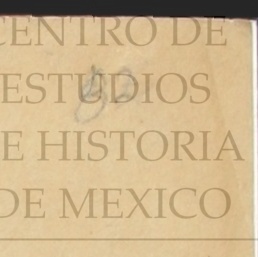 CENTRO DE
ESTUDIOS
E HISTORIA
DE MEXICO